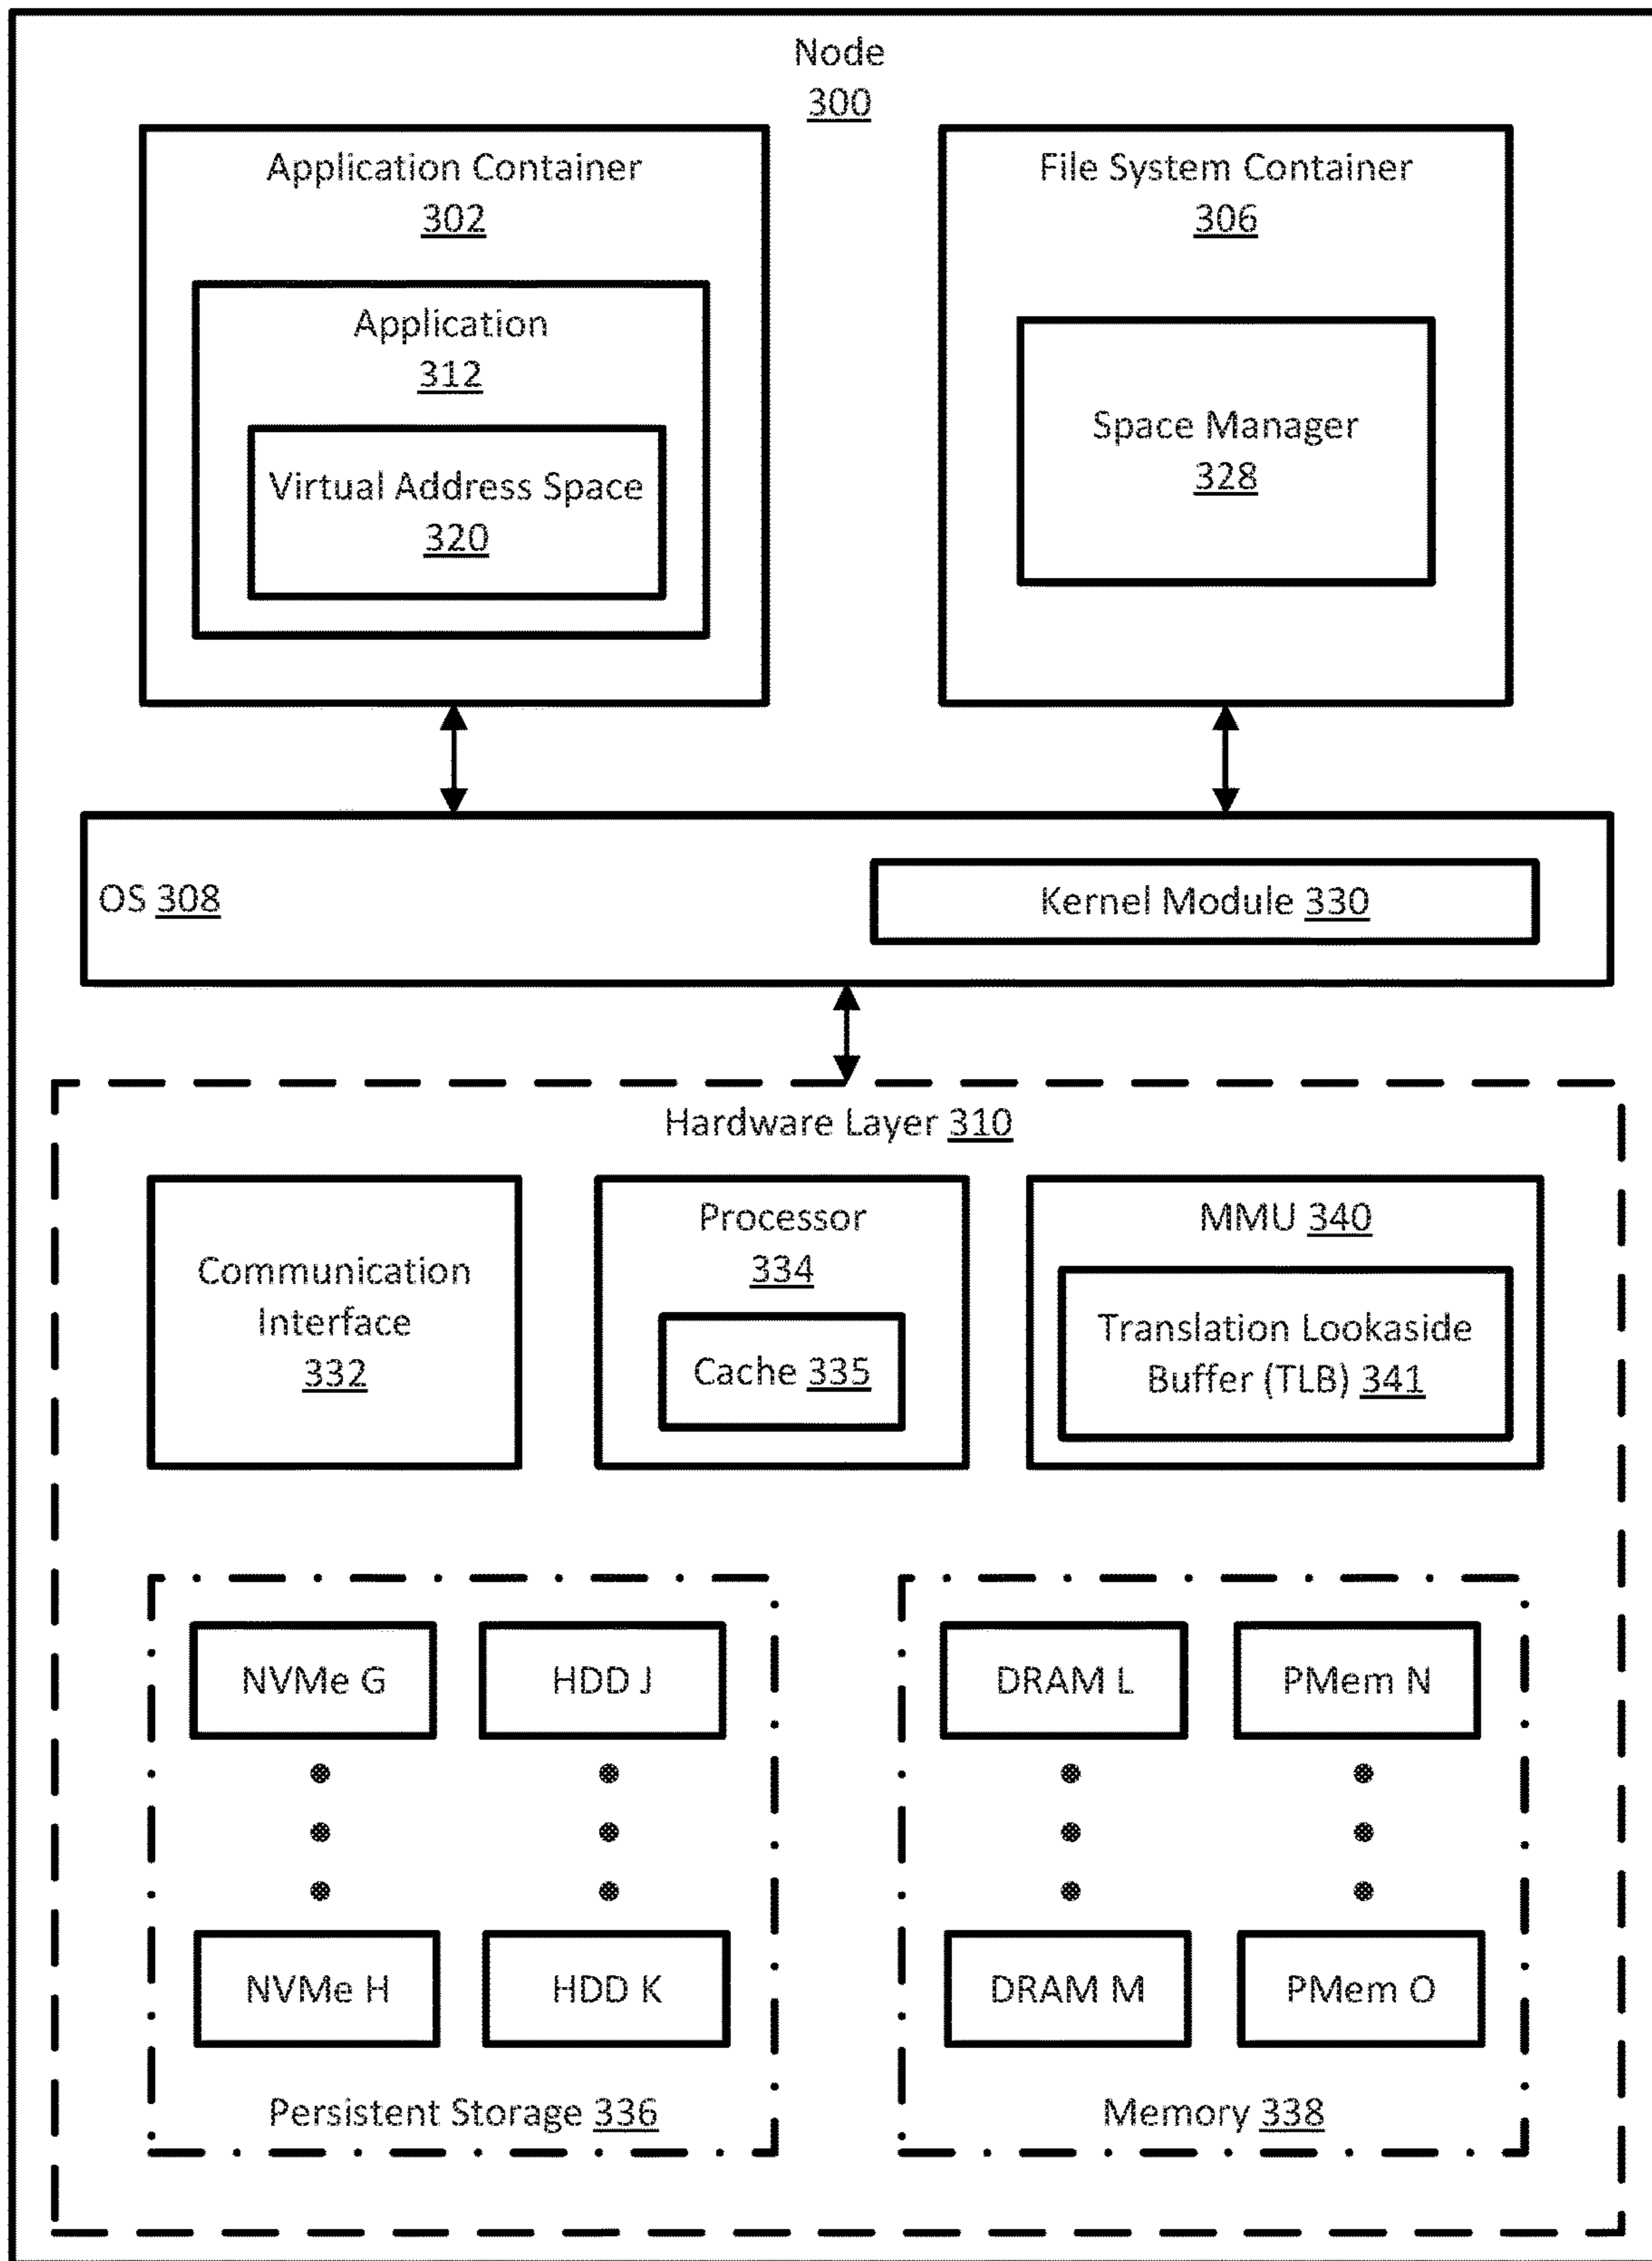 Node
300
Application Container
302
Application
312
Virtual Address Space
320
File System Container
306
Space Manager
328
OS 308
Kernel Module 330
Hardware Layer 310
Communication
Interface
332
Processor
334
Cache 335
MMU 340
Translation Lookaside
Buffer (TLB) 341
NVMe G
HDD J
NVMe H
HDD K
Persistent Storage 336
DRAM L
PMem N
DRAM M
PMem O
Memory 338